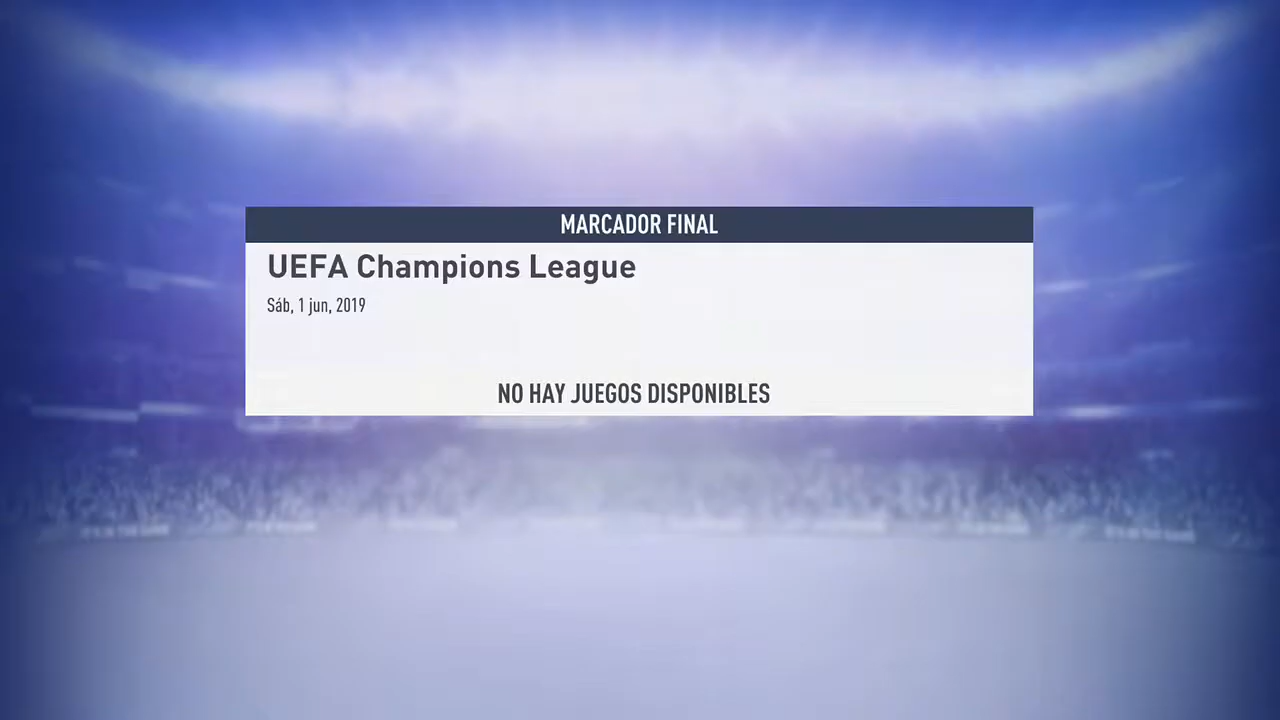 MARCADOR FINAL
UEFA Champions League
Sáb, 1 jun, 2019
NO HAY JUEGOS DISPONIBLES